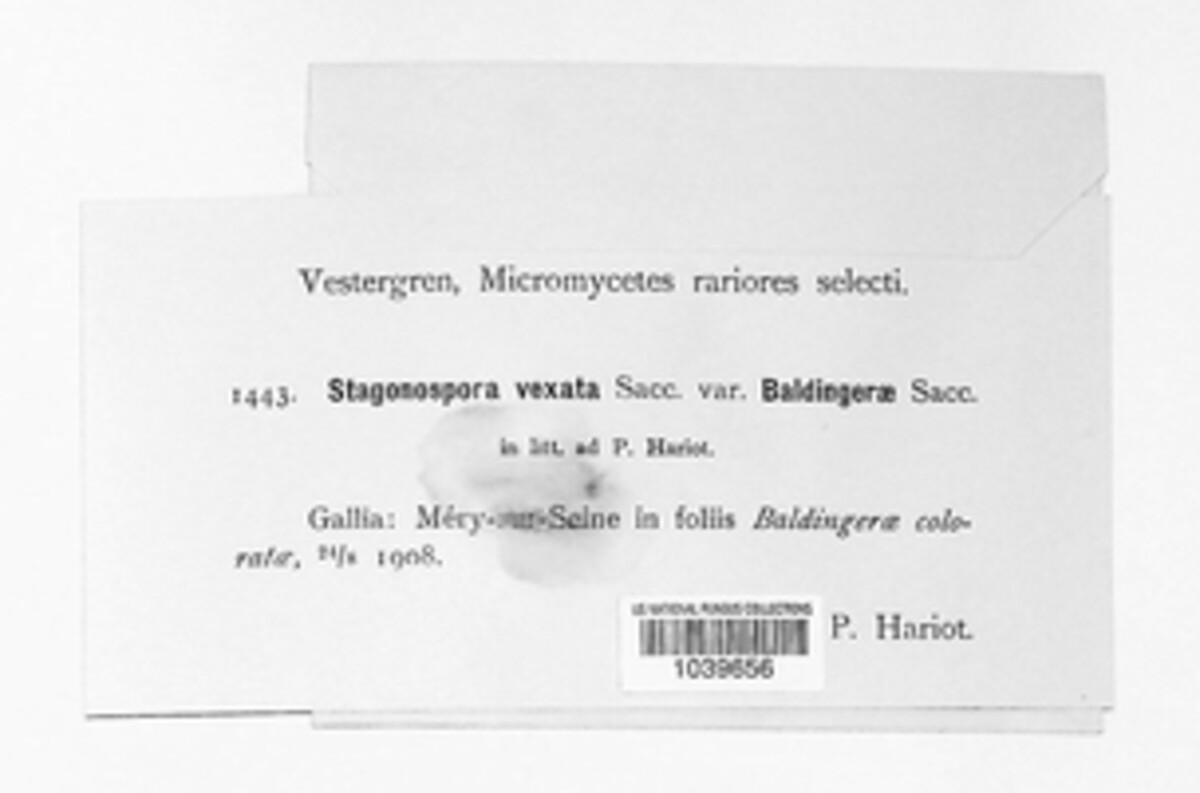 Vestergren, Micromycetes rariores selecti.
1443. Stagonospora vexata Sacc. var. Baldingeræ Sacc.
in litt. ad P. Hariot.
Gallia: Méry-sur-Seine in foliis Baldingeræ colo-
ratæ, 24/8 1908.
US NATIONAL FUNGUS COLLECTIONS
P. Hariot.
1039656